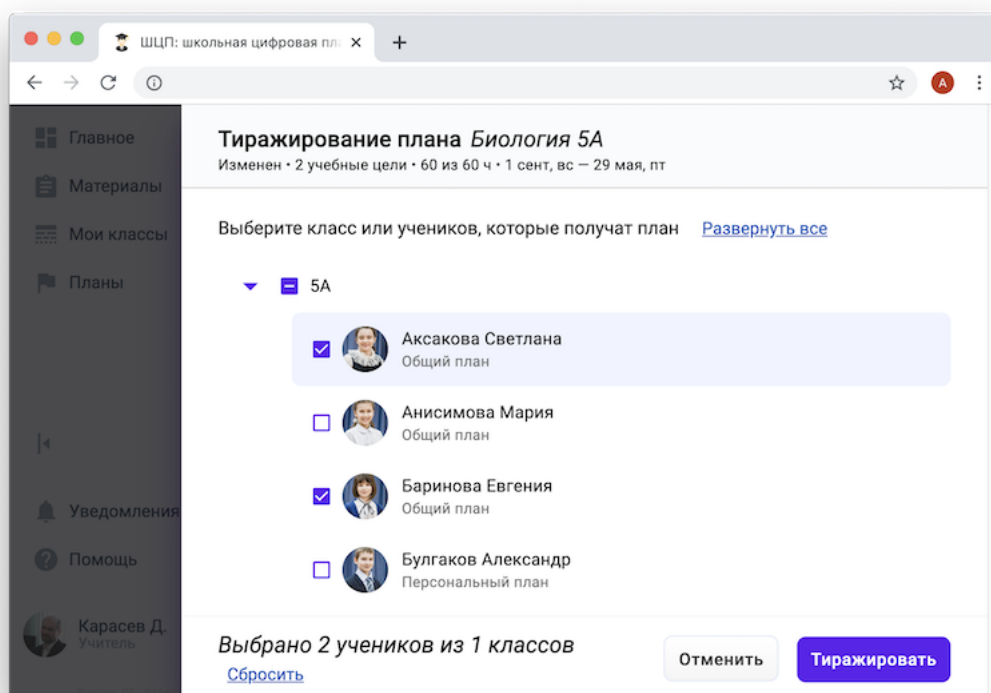 ШЦП: школьная цифровая пл
А
Главное
Материалы
Мои классы
Планы
Уведомления
Помощь
Карасев Д.
Учитель
Тиражирование плана Биология 5А
Изменен • 2 учебные цели • 60 из 60 ч • 1 сент, вс — 29 мая, пт
Выберите класс или учеников, которые получат план Развернуть все
5А
Аксакова Светлана
Общий план
Анисимова Мария
Общий план
Баринова Евгения
Общий план
Булгаков Александр
Персональный план
Выбрано 2 учеников из 1 классов
Сбросить
Отменить
Тиражировать